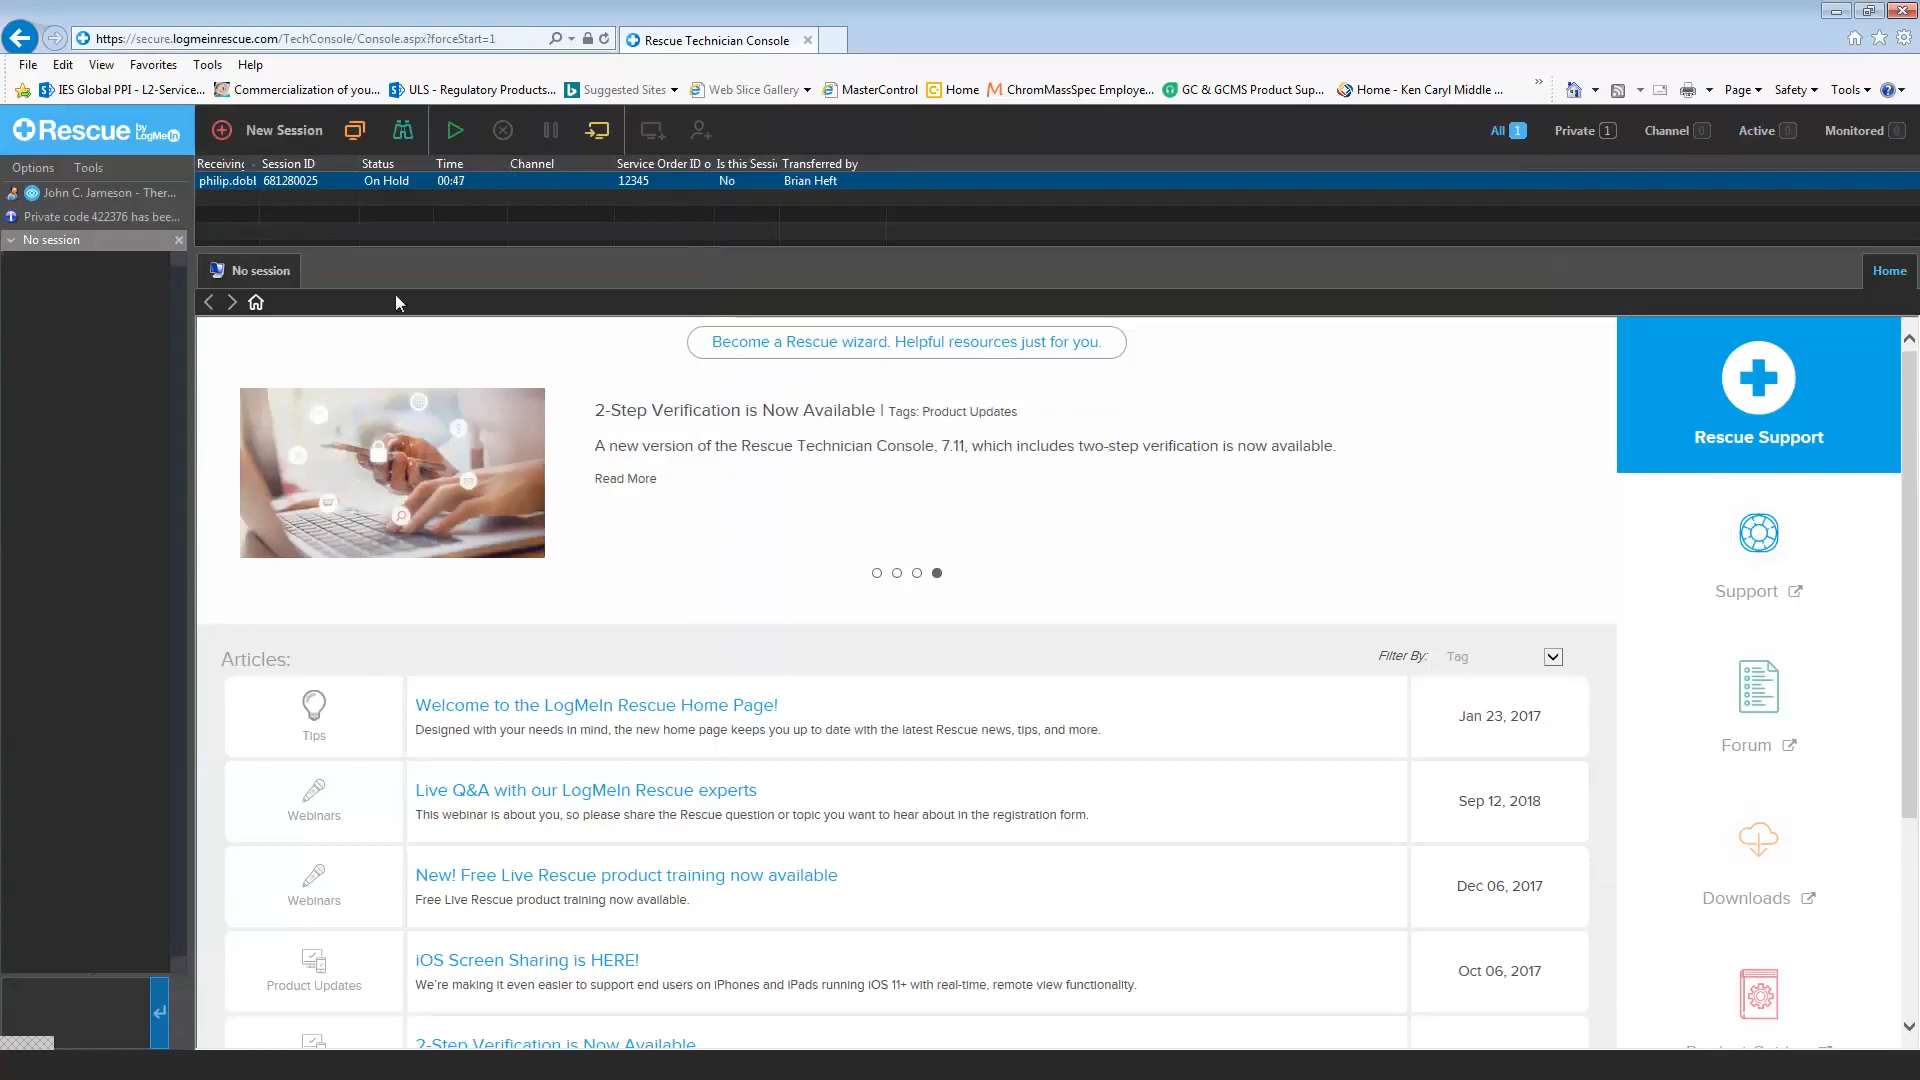 https://secure.logmeinrescue.com/TechConsole/Console.aspx?forceStart=1
Rescue Technician Console
File Edit View Favorites Tools Help
IES Global PPI - L2-Service... Commercialization of you... ULS - Regulatory Products... Suggested Sites Web Slice Gallery MasterControl Home ChromMassSpec Employe... GC & GCMS Product Sup... Home - Ken Caryl Middle ... Page Safety Tools
Rescue by LogMeIn New Session All 1 Private 1 Channel 0 Active 0 Monitored 0
Options Tools
Receiving Session ID Status Time Channel Service Order ID o Is this Sessi Transferred by
philip.dobl 681280025 On Hold 00:47 12345 No Brian Heft
John C. Jameson - Ther...
Private code 422376 has bee...
No session
No session Home
Become a Rescue wizard. Helpful resources just for you.
2-Step Verification is Now Available | Tags: Product Updates
A new version of the Rescue Technician Console, 7.11, which includes two-step verification is now available.
Read More
Rescue Support
Support
Forum
Downloads
Articles:
Filter By: Tag
Tips
Welcome to the LogMeIn Rescue Home Page!
Designed with your needs in mind, the new home page keeps you up to date with the latest Rescue news, tips, and more.
Jan 23, 2017
Webinars
Live Q&A with our LogMeIn Rescue experts
This webinar is about you, so please share the Rescue question or topic you want to hear about in the registration form.
Sep 12, 2018
Webinars
New! Free Live Rescue product training now available
Free Live Rescue product training now available.
Dec 06, 2017
Product Updates
iOS Screen Sharing is HERE!
We're making it even easier to support end users on iPhones and iPads running iOS 11+ with real-time, remote view functionality.
Oct 06, 2017
2-Step Verification is Now Available